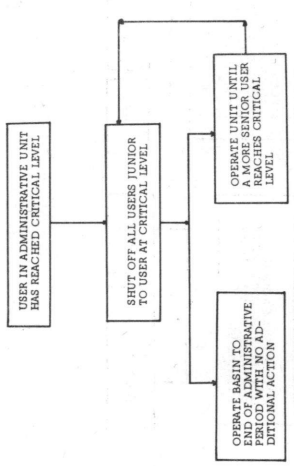 USER IN ADMINISTRATIVE UNIT
HAS REACHED CRITICAL LEVEL
SHUT OFF ALL USERS JUNIOR
TO USER AT CRITICAL LEVEL
OPERATE BASIN TO
END OF ADMINISTRATIVE
PERIOD WITH NO AD-
DITIONAL ACTION
OPERATE UNIT UNTIL
A MORE SENIOR USER
REACHES CRITICAL
LEVEL